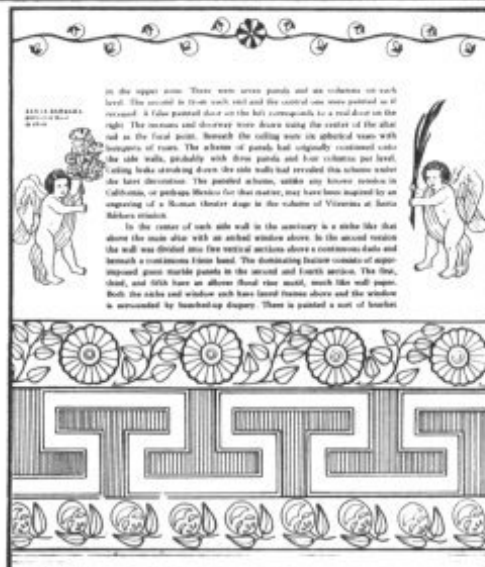 in the upper zone. There were seven panels and six columns on each
level. The second in from each end and the central one were painted as if
recessed. A false painted door on the left corresponds to a real door on the
right. The recesses and doorway were drawn using the center of the altar
rail as the focal point. Beneath the ceiling were six spherical vases with
bouquets of roses. The scheme of panels had originally continued onto
the side walls, probably with three panels and four columns per level.
Ceiling leaks streaking down the side walls had revealed this scheme under
the later decoration. The paneled scheme, unlike any known mission in
California, or perhaps Mexico for that matter, may have been inspired by an
engraving of a Roman theater stage in the volume of Vitruvius at Santa
Bárbara mission.
In the center of each side wall in the sanctuary is a niche like that
above the main altar with an arched window above. In the second version
the wall was divided into five vertical sections above a continuous dado and
beneath a continuous frieze band. The dominating feature consists of super-
imposed green marble panels in the second and fourth section. The first,
third, and fifth have an allover floral vine motif, much like wall paper.
Both the niche and window each have luned frames above and the window
is surrounded by bunched-up drapery. There is painted a sort of bracket